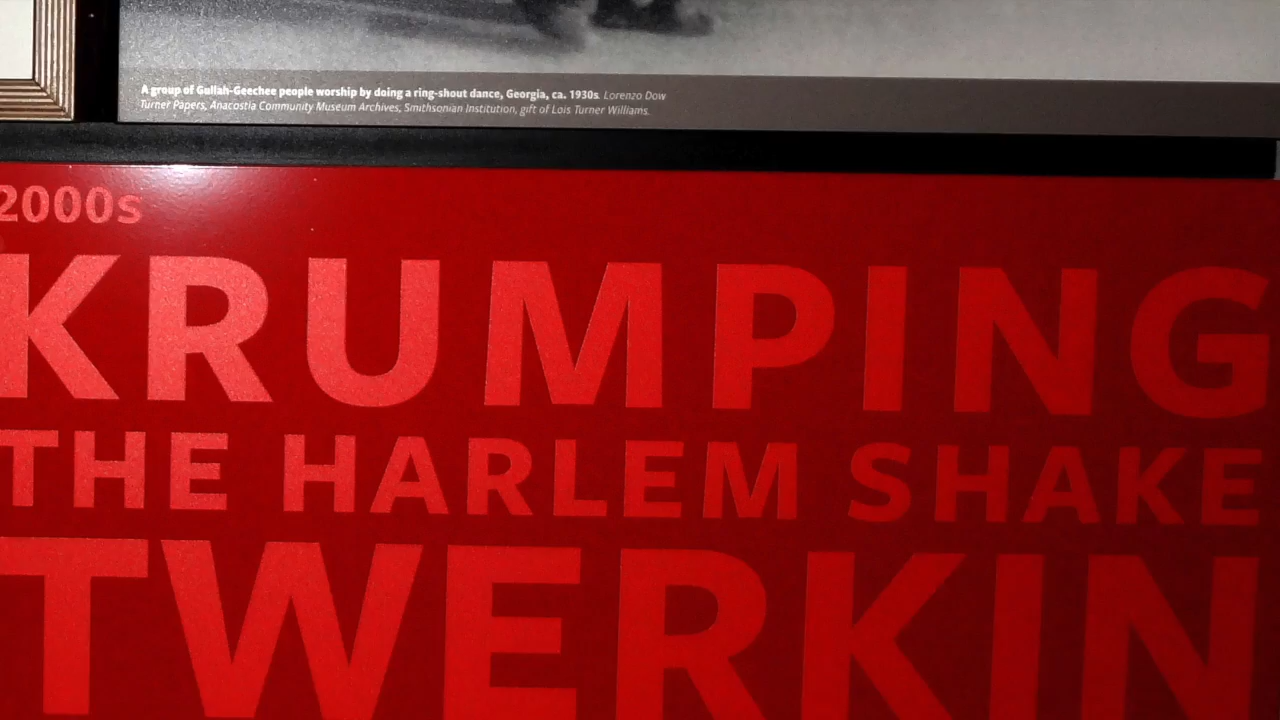 A group of Gullah-Geechee people worship by doing a ring-shout dance, Georgia, ca. 1930s. Lorenzo Dow
Turner Papers, Anacostia Community Museum Archives, Smithsonian Institution, gift of Lois Turner Williams.
2000s
KRUMPING
THE HARLEM SHAKE
TWERKIN